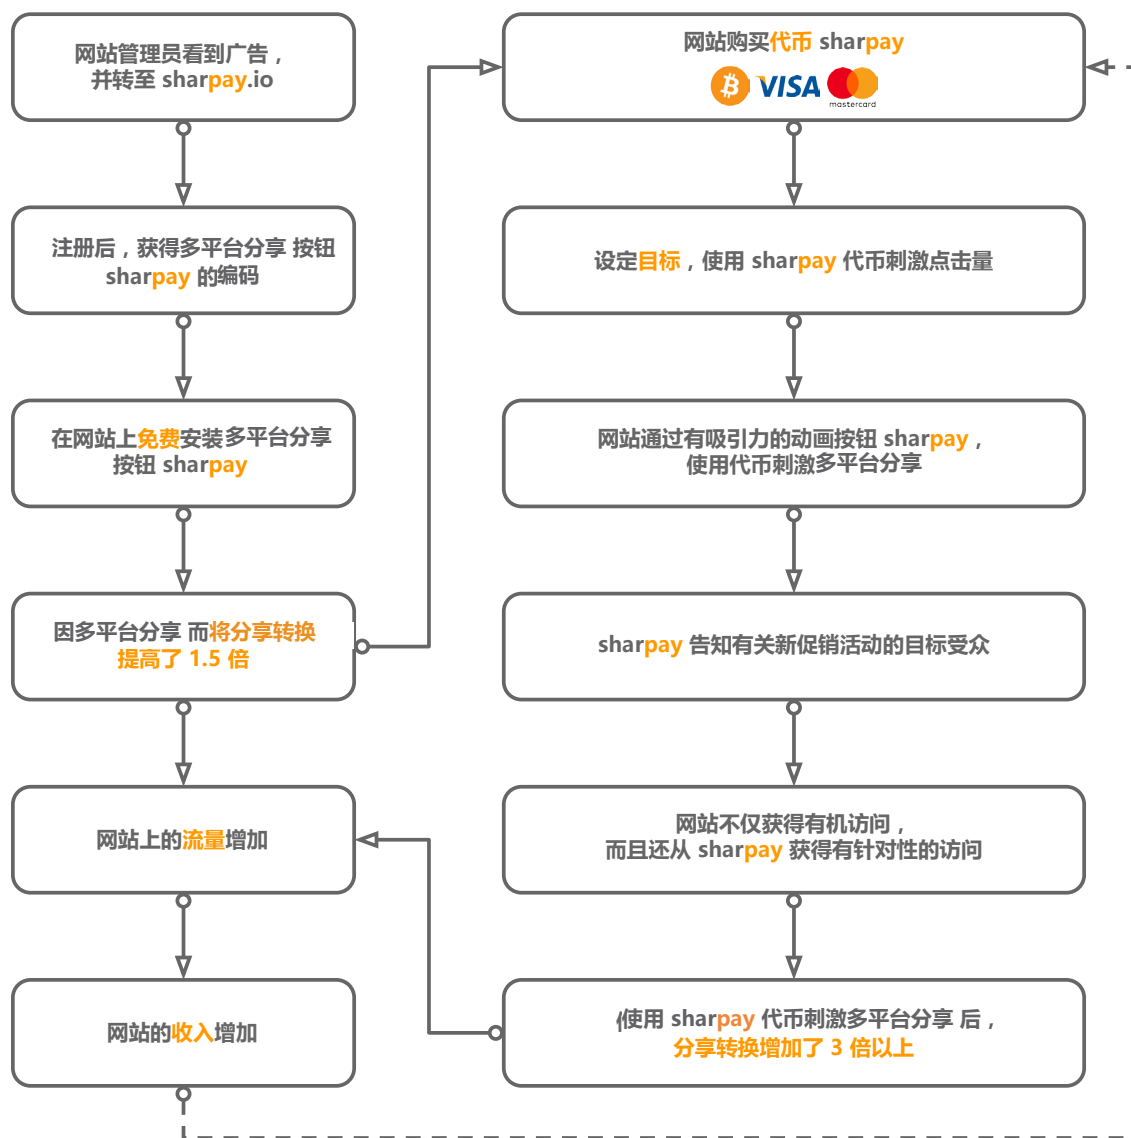 网站管理员看到广告，
并转至 sharpay.io
注册后，获得多平台分享 按钮
sharpay 的编码
在网站上免费安装多平台分享
按钮 sharpay
因多平台分享 而将分享转换
提高了 1.5 倍
网站上的流量增加
网站的收入增加
网站购买代币 sharpay
VISA
mastercard
设定目标，使用 sharpay 代币刺激点击量
网站通过有吸引力的动画按钮 sharpay，
使用代币刺激多平台分享
sharpay 告知有关新促销活动的目标受众
网站不仅获得有机访问，
而且还从 sharpay 获得有针对性的访问
使用 sharpay 代币刺激多平台分享 后，
分享转换增加了 3 倍以上